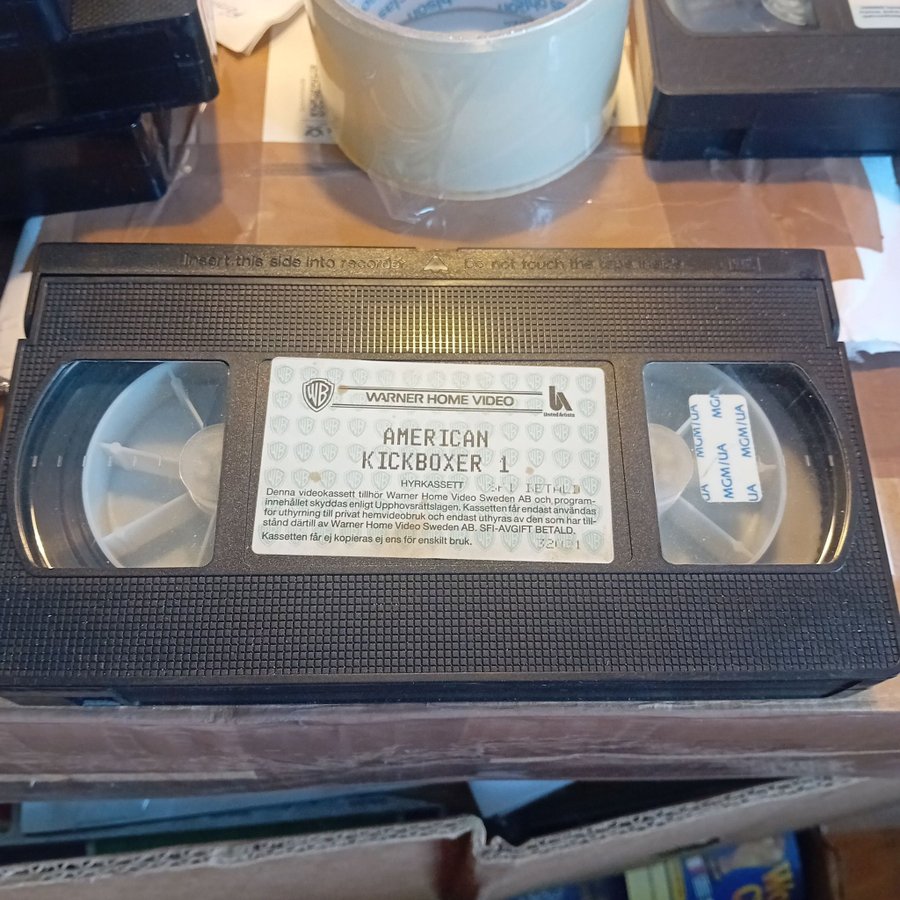 Insert this side into recorder
Do not touch the tape inside
WB
WARNER HOME VIDEO
United Artists
AMERICAN
KICKBOXER 1
HYRKASSETT
BETALD
Denna videokassett tillhör Warner Home Video Sweden AB och program-
innehållet skyddas enligt Upphovsrättslagen. Kassetten får endast användas
för uthyrning till privat hemvideobruk och endast uthyras av den som har till-
stånd därtill av Warner Home Video Sweden AB. SFI-AVGIFT BETALD.
Kassetten får ej kopieras ej ens för enskilt bruk.
UA
MGM/UA
MGM/UA
MGM/UA
MGM